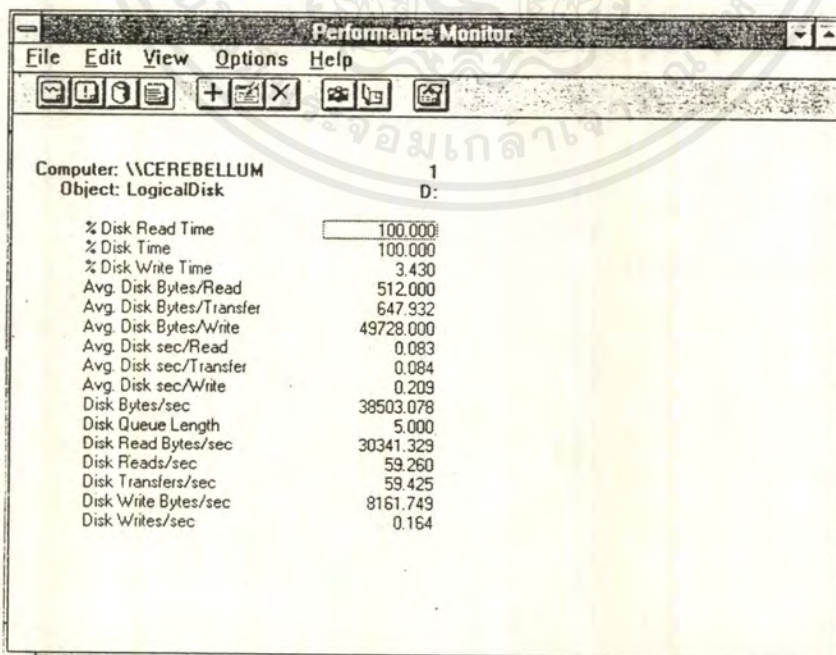 Performance Monitor
File Edit View Options Help
Computer: \\CEREBELLUM 1
Object: LogicalDisk D:
% Disk Read Time 100.000
% Disk Time 100.000
% Disk Write Time 3.430
Avg. Disk Bytes/Read 512.000
Avg. Disk Bytes/Transfer 647.932
Avg. Disk Bytes/Write 49728.000
Avg. Disk sec/Read 0.083
Avg. Disk sec/Transfer 0.084
Avg. Disk sec/Write 0.209
Disk Bytes/sec 38503.078
Disk Queue Length 5.000
Disk Read Bytes/sec 30341.329
Disk Reads/sec 59.260
Disk Transfers/sec 59.425
Disk Write Bytes/sec 8161.749
Disk Writes/sec 0.164